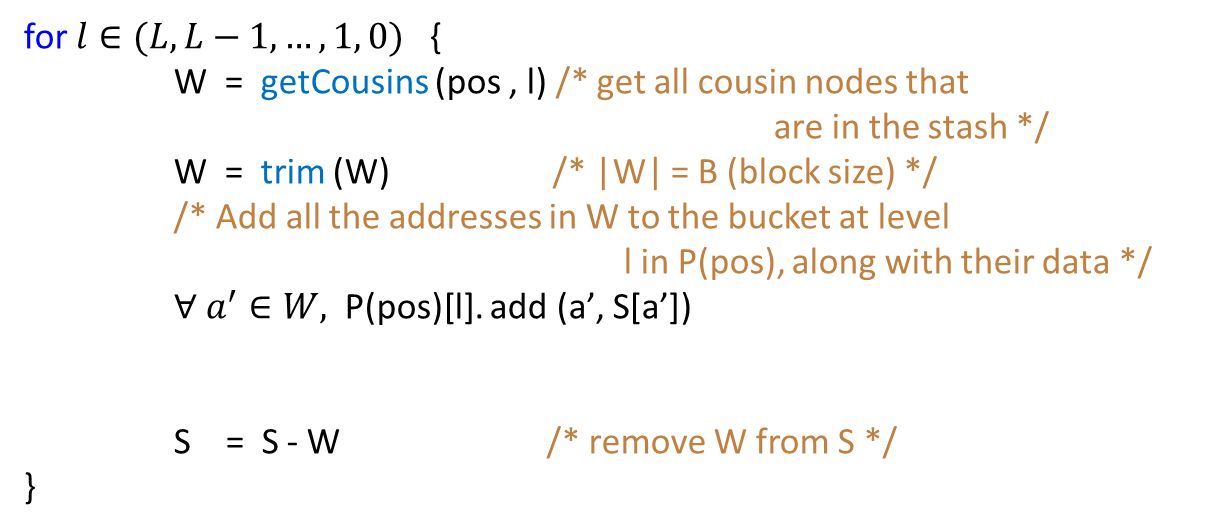 for l ∈ (L, L − 1, … , 1, 0) {
W = getCousins (pos , l) /* get all cousin nodes that
are in the stash */
W = trim (W) /* |W| = B (block size) */
/* Add all the addresses in W to the bucket at level
l in P(pos), along with their data */
∀ a′ ∈ W, P(pos)[l]. add (a’, S[a’])
S = S - W /* remove W from S */
}